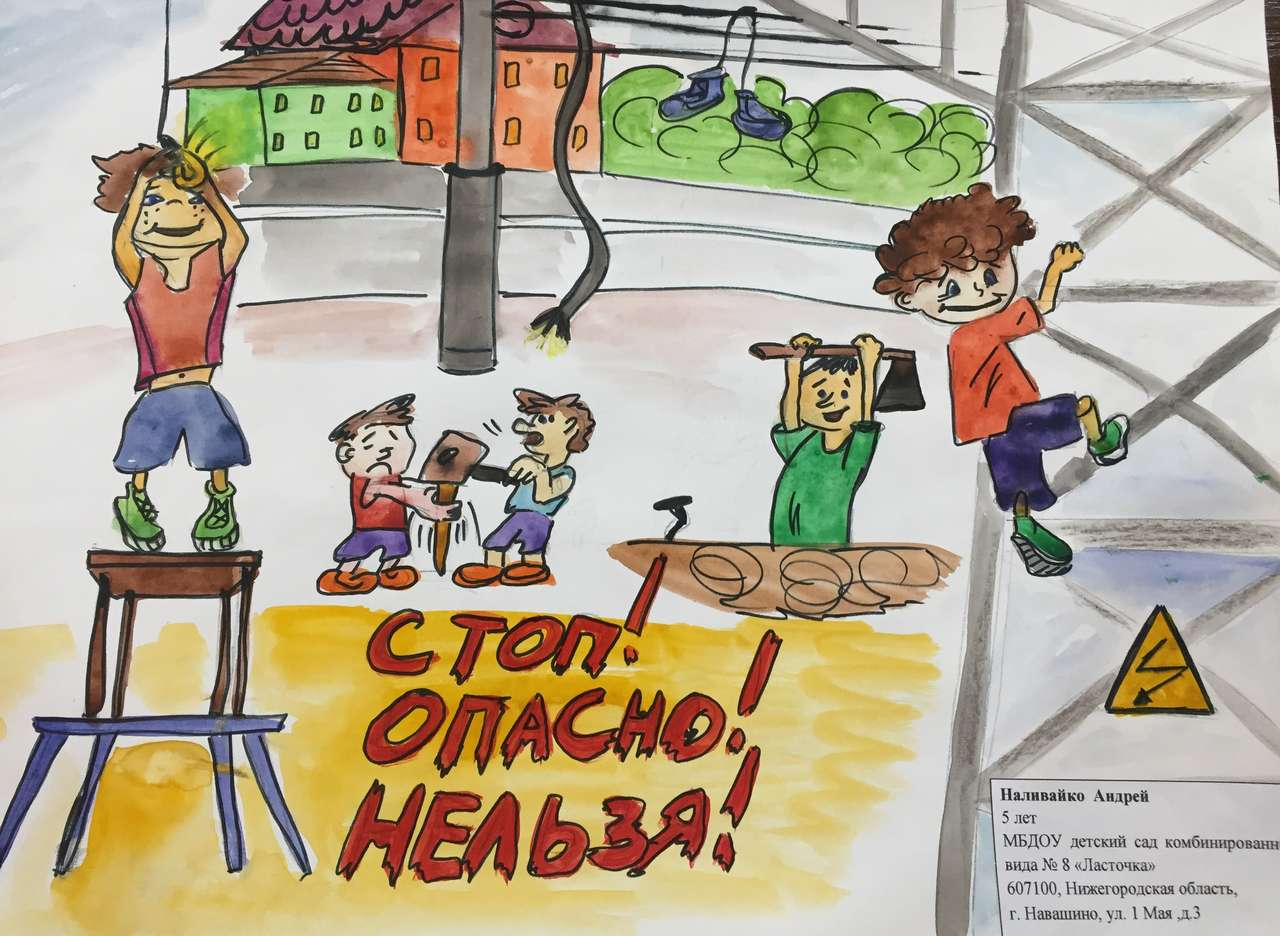 СТОП!
ОПАСНО!
НЕЛЬЗЯ!
Наливайко Андрей
5 лет
МБДОУ детский сад комбинированн
вида № 8 «Ласточка»
607100, Нижегородская область,
г. Навашино, ул. 1 Мая ,д.3